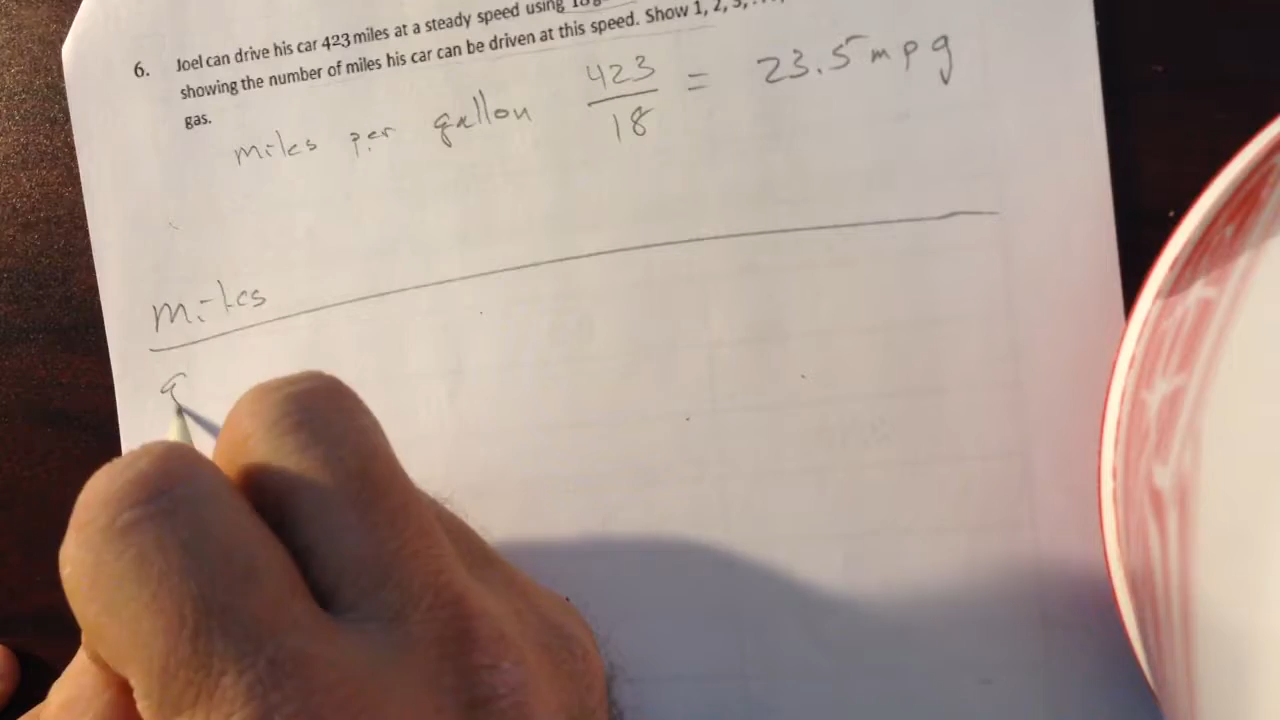 6. Joel can drive his car 423 miles at a steady speed using 18
showing the number of miles his car can be driven at this speed. Show 1, 2, 3, . . .
gas.
miles per gallon 423/18 = 23.5 mpg
miles